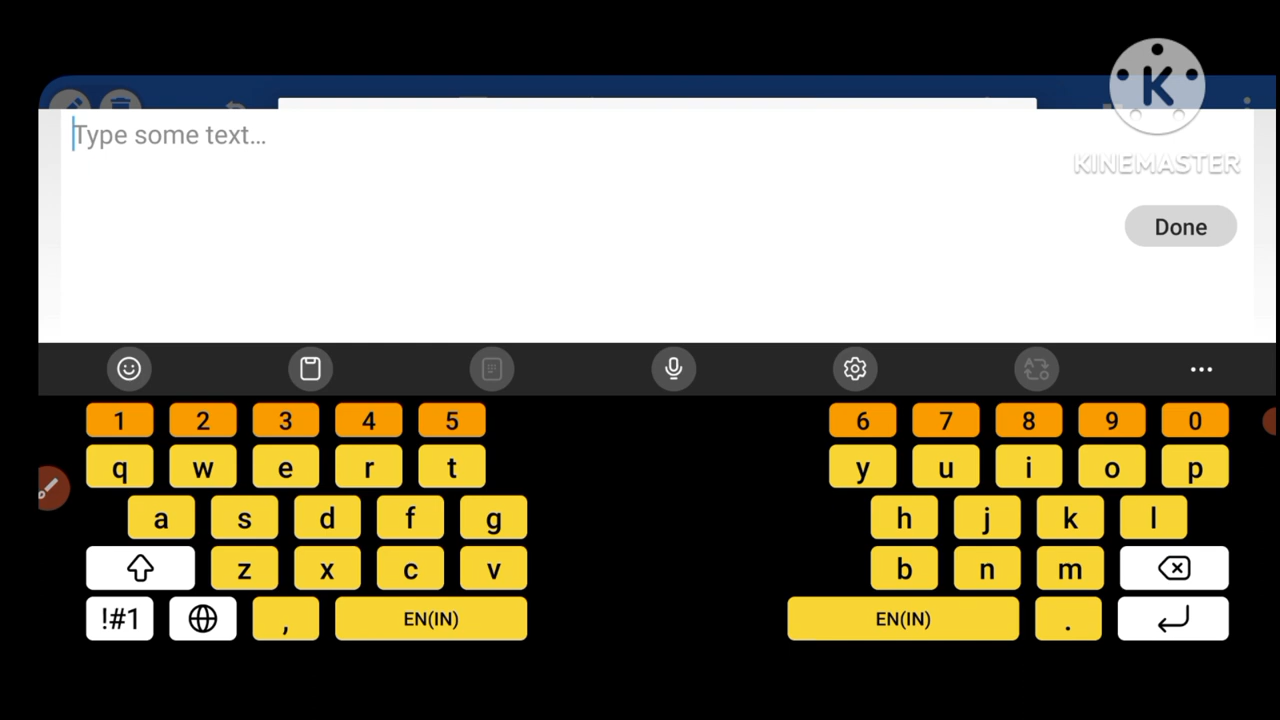 KINEMASTER
Type some text...
Done
1 2 3 4 5 6 7 8 9 0
q w e r t y u i o p
a s d f g h j k l
z x c v b n m
!#1 , EN(IN) EN(IN) .